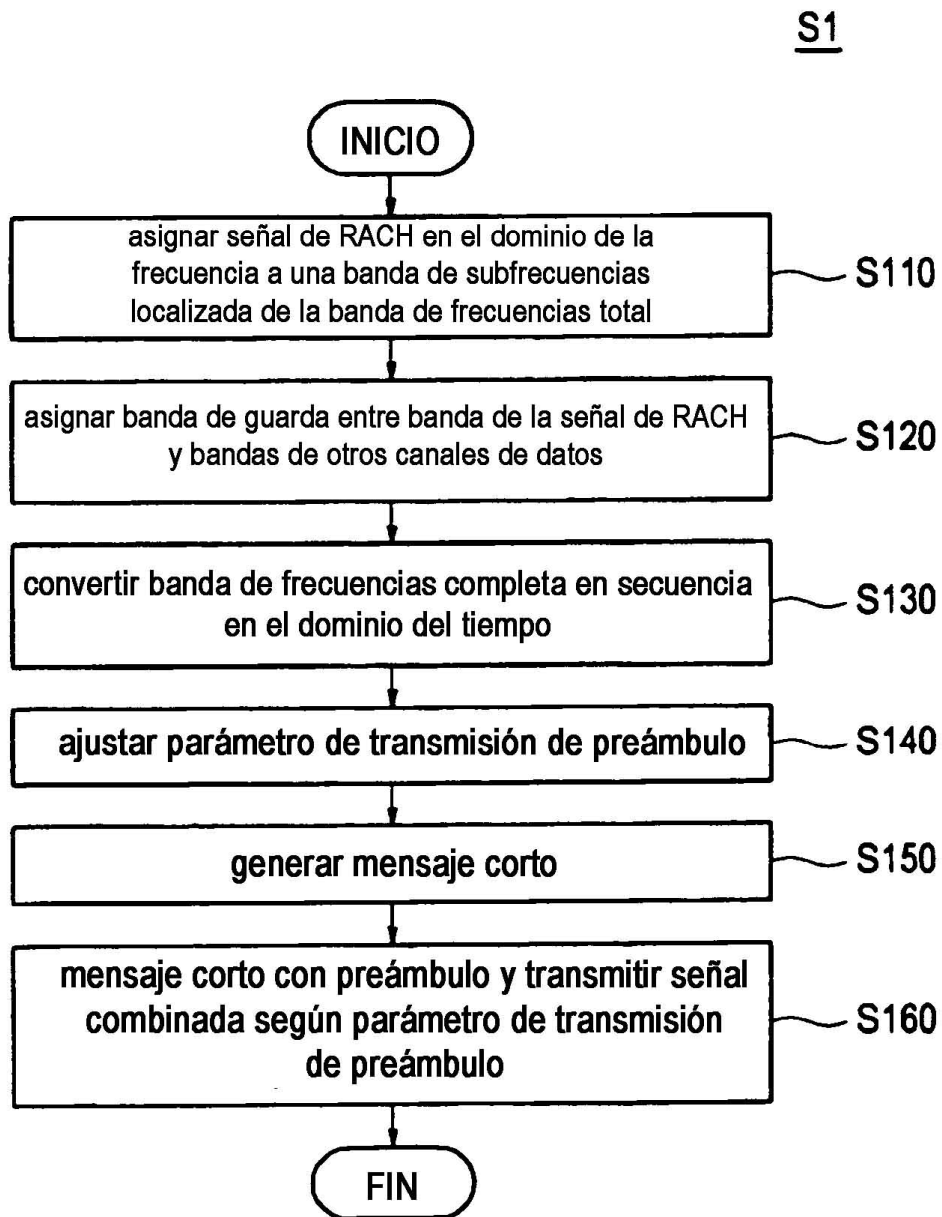 S1
INICIO
asignar señal de RACH en el dominio de la
frecuencia a una banda de subfrecuencias
localizada de la banda de frecuencias total
S110
asignar banda de guarda entre banda de la señal de RACH
y bandas de otros canales de datos
S120
convertir banda de frecuencias completa en secuencia
en el dominio del tiempo
S130
ajustar parámetro de transmisión de preámbulo
S140
generar mensaje corto
S150
mensaje corto con preámbulo y transmitir señal
combinada según parámetro de transmisión
de preámbulo
S160
FIN